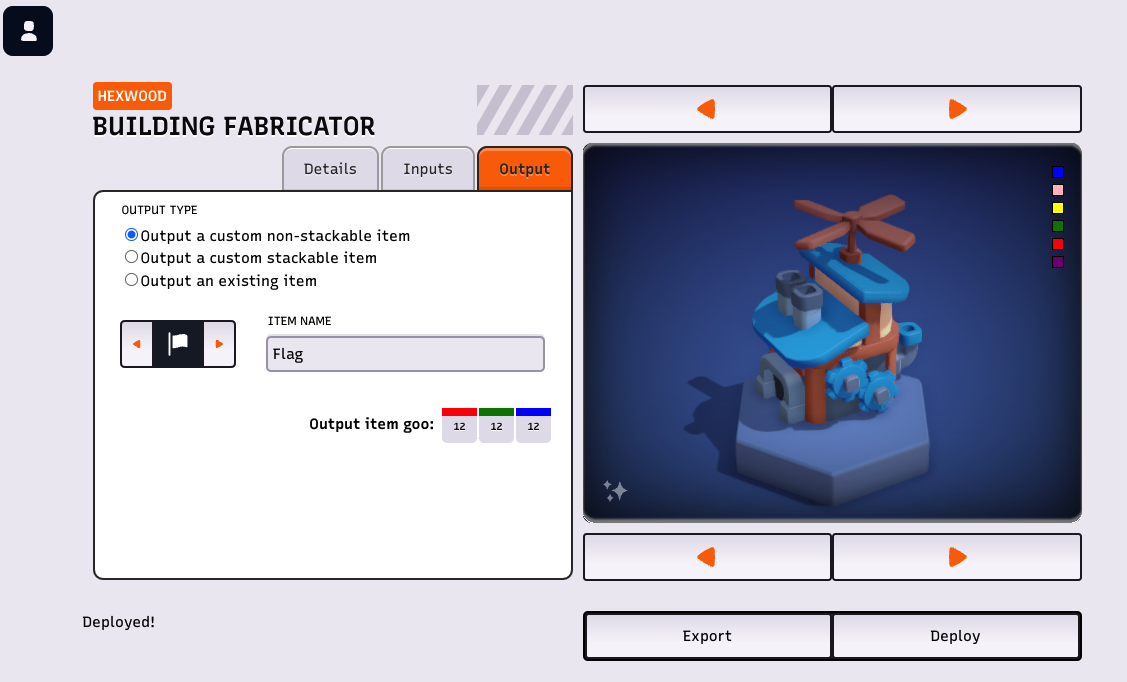 HEXWOOD
BUILDING FABRICATOR
Details Inputs Output
OUTPUT TYPE
Output a custom non-stackable item
Output a custom stackable item
Output an existing item
ITEM NAME
Flag
Output item goo: 12 12 12
Deployed!
Export Deploy